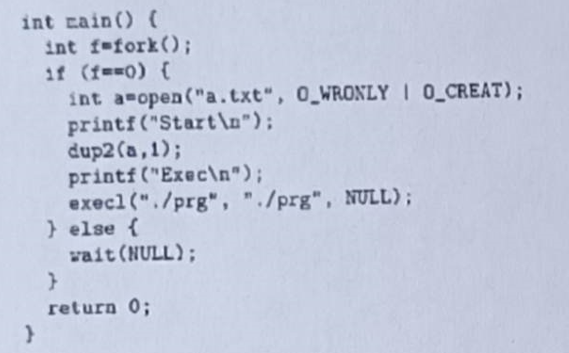 int main() {
int f=fork();
if (f==0) {
int a=open("a.txt", O_WRONLY | O_CREAT);
printf("Start\n");
dup2(a,1);
printf("Exec\n");
execl("./prg", "./prg", NULL);
} else {
wait(NULL);
}
return 0;
}